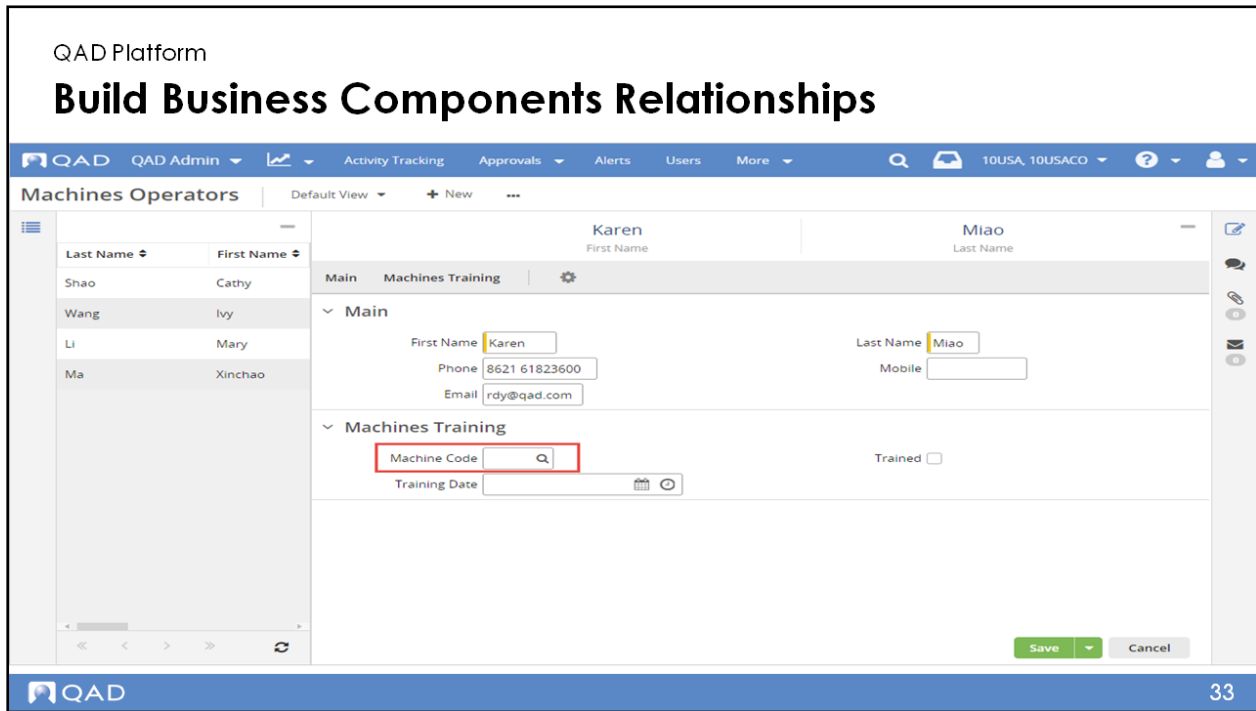 QAD Platform
Build Business Components Relationships
QAD QAD Admin Activity Tracking Approvals Alerts Users More 10USA, 10USACO ?
Machines Operators Default View + New ...
Karen Miao
First Name Last Name
Last Name First Name
Shao Cathy
Wang Ivy
Li Mary
Ma Xinchao
Main Machines Training
Main
First Name Karen Last Name Miao
Phone 8621 61823600 Mobile
Email rdy@qad.com
Machines Training
Machine Code Trained
Training Date
0
0
« < > »
Save Cancel
QAD 33